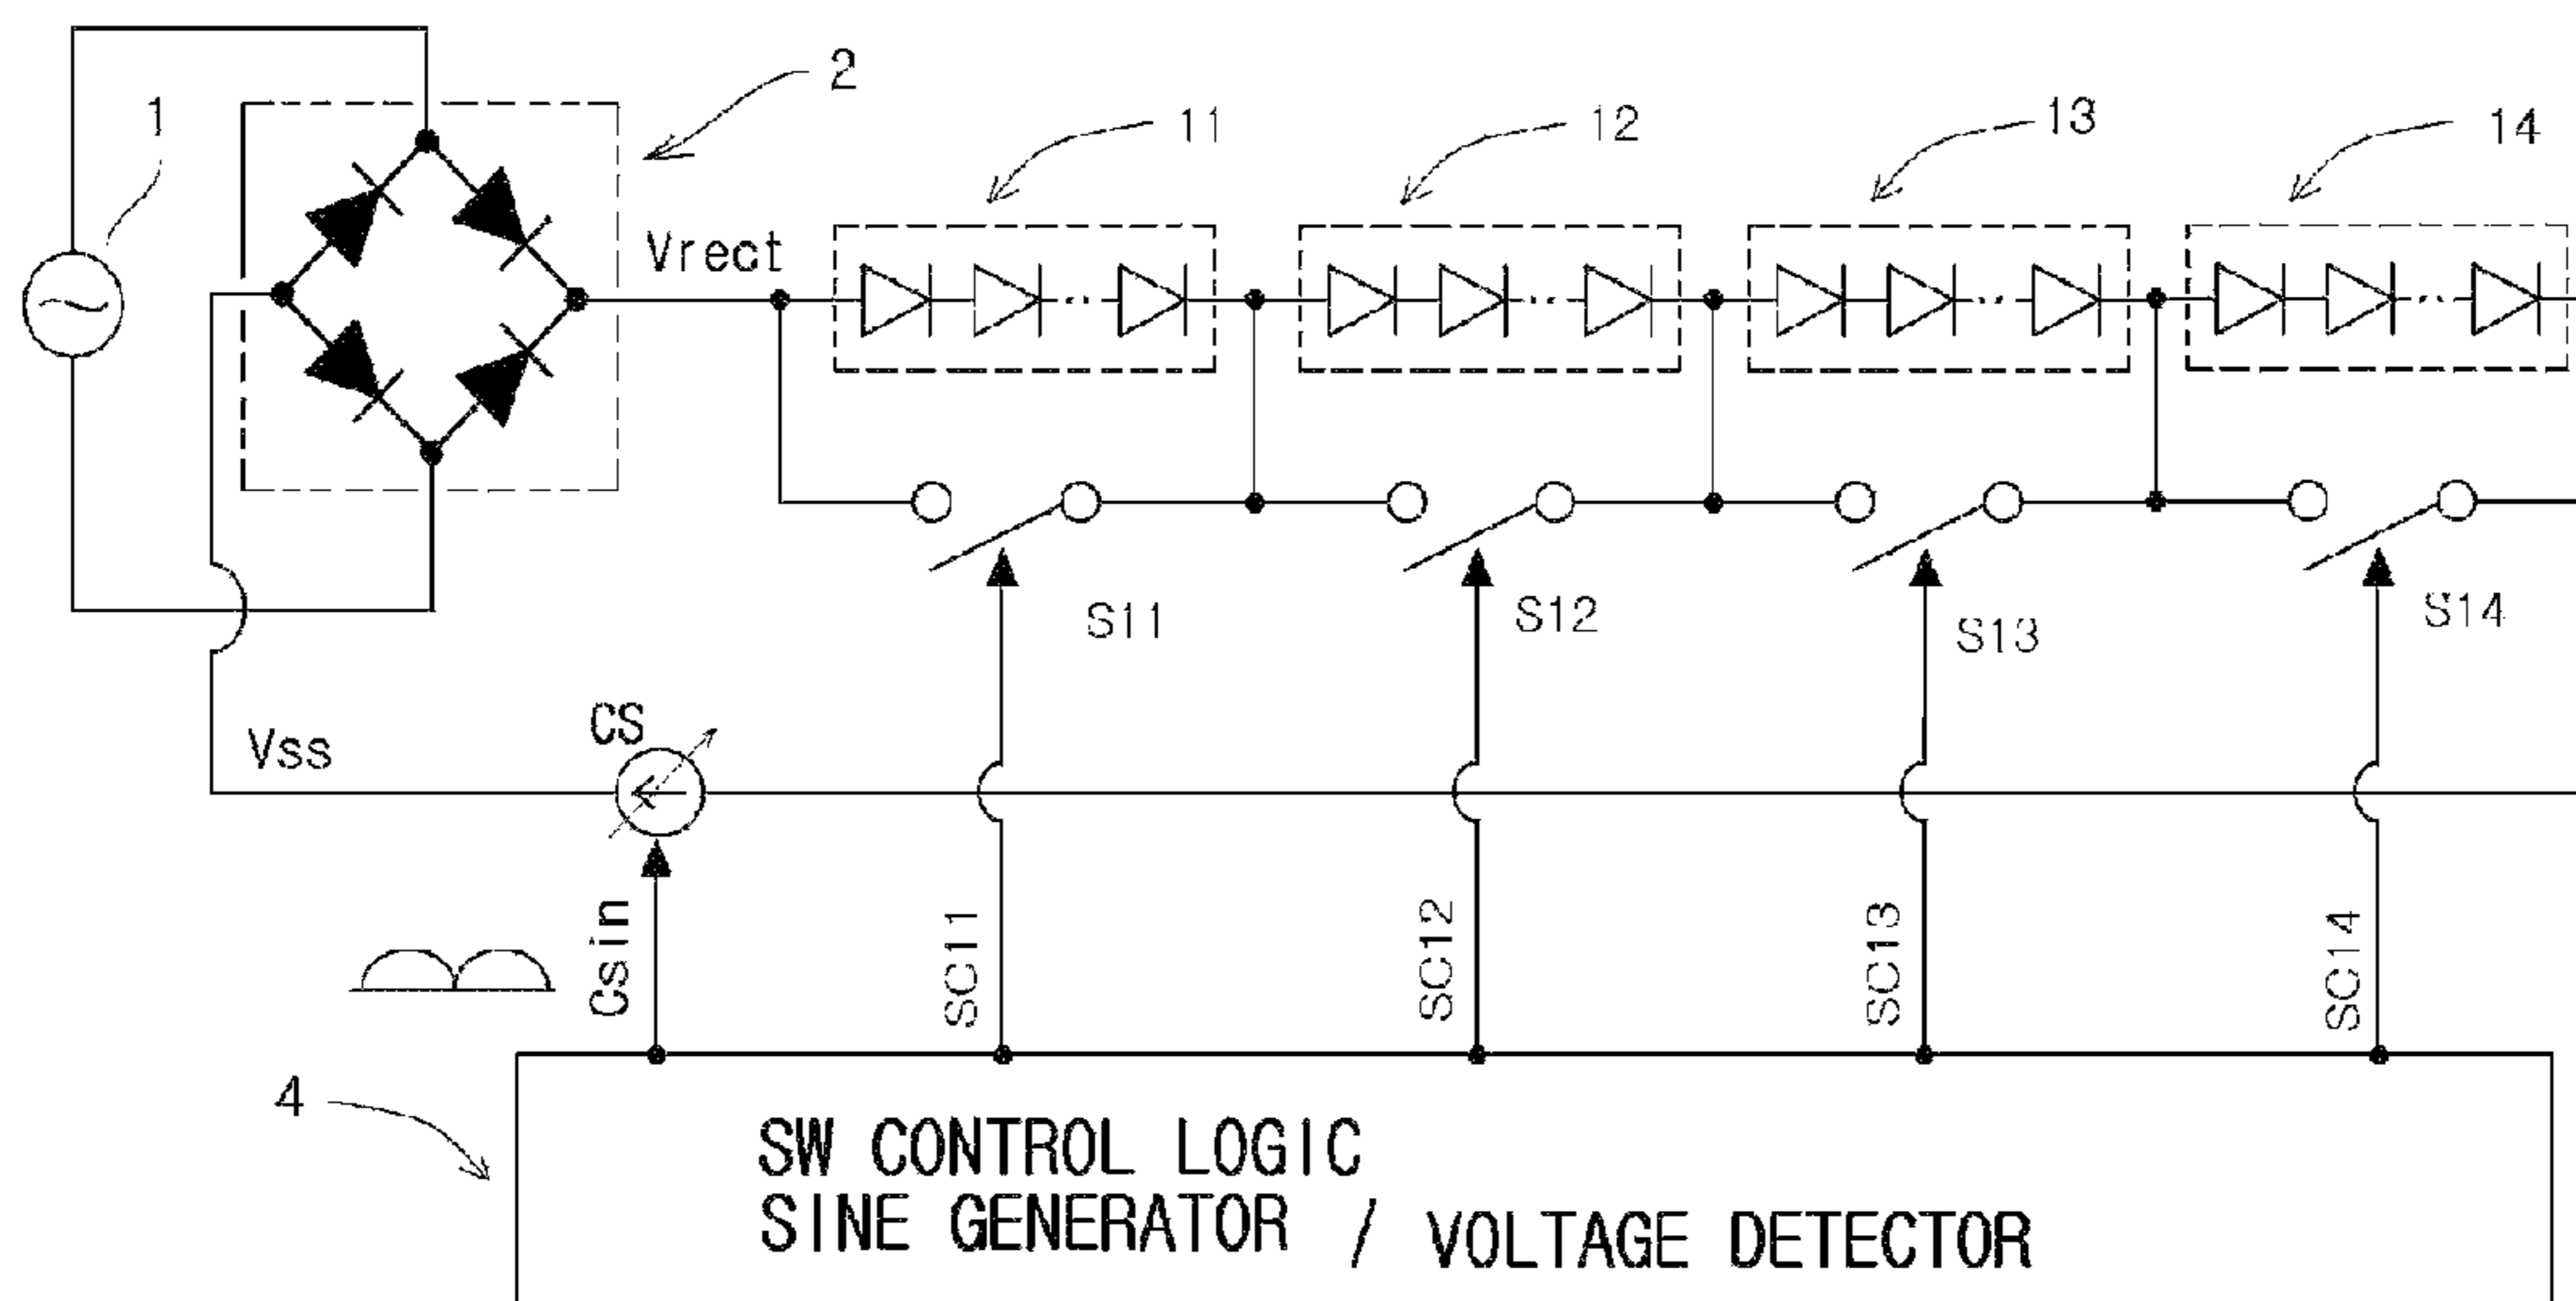 2
1
11
12
13
14
Vrect
S11
S12
S13
S14
CS
Vss
Csin
SC11
SC12
SC13
SC14
4
SW CONTROL LOGIC
SINE GENERATOR / VOLTAGE DETECTOR